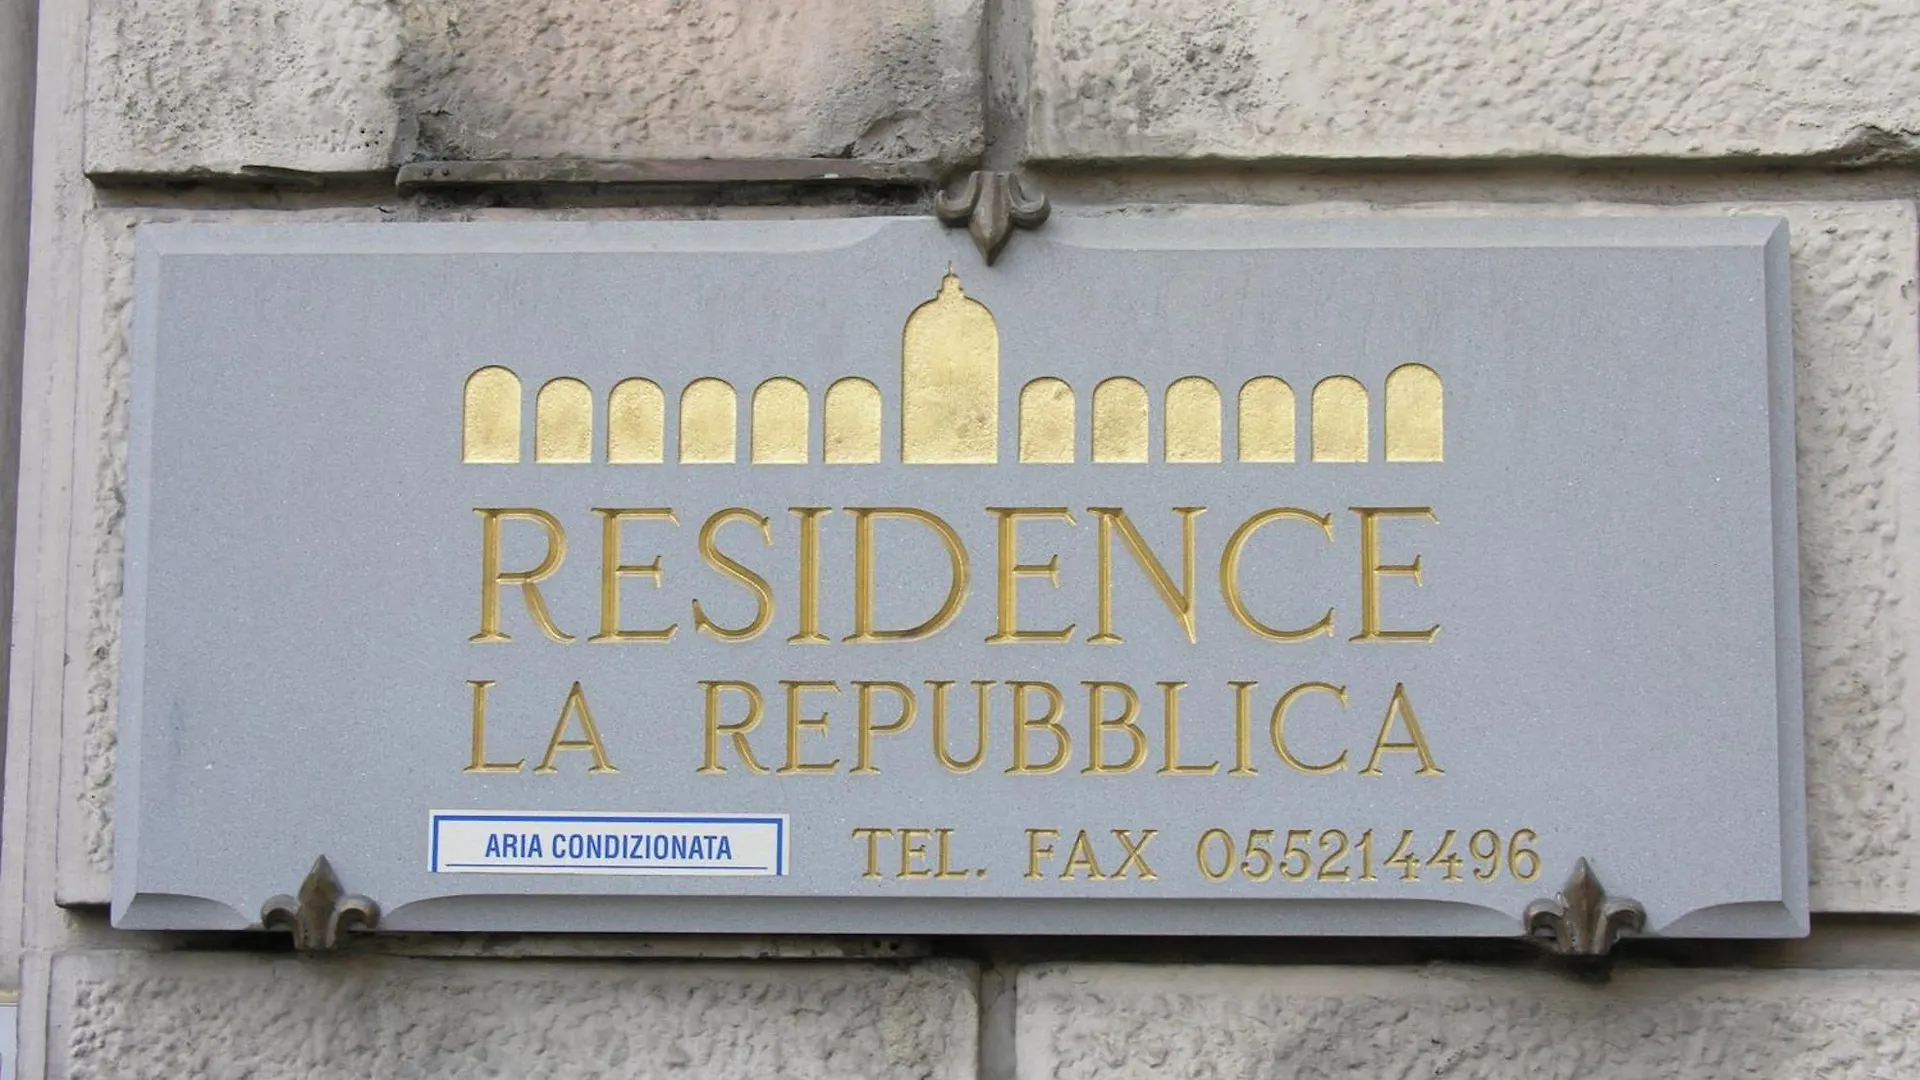 RESIDENCE
LA REPUBBLICA
ARIA CONDIZIONATA
TEL. FAX 055214496